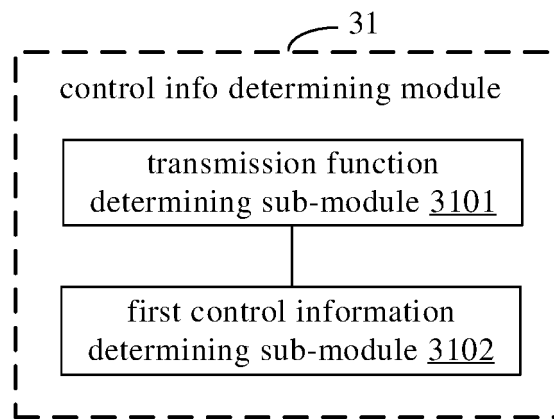 31
control info determining module
transmission function
determining sub-module 3101
first control information
determining sub-module 3102